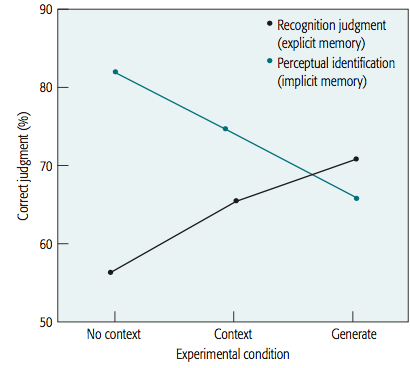 90
80
70
60
50
Correct judgment (%)
• Recognition judgment
(explicit memory)
• Perceptual identification
(implicit memory)
No context
Context
Generate
Experimental condition